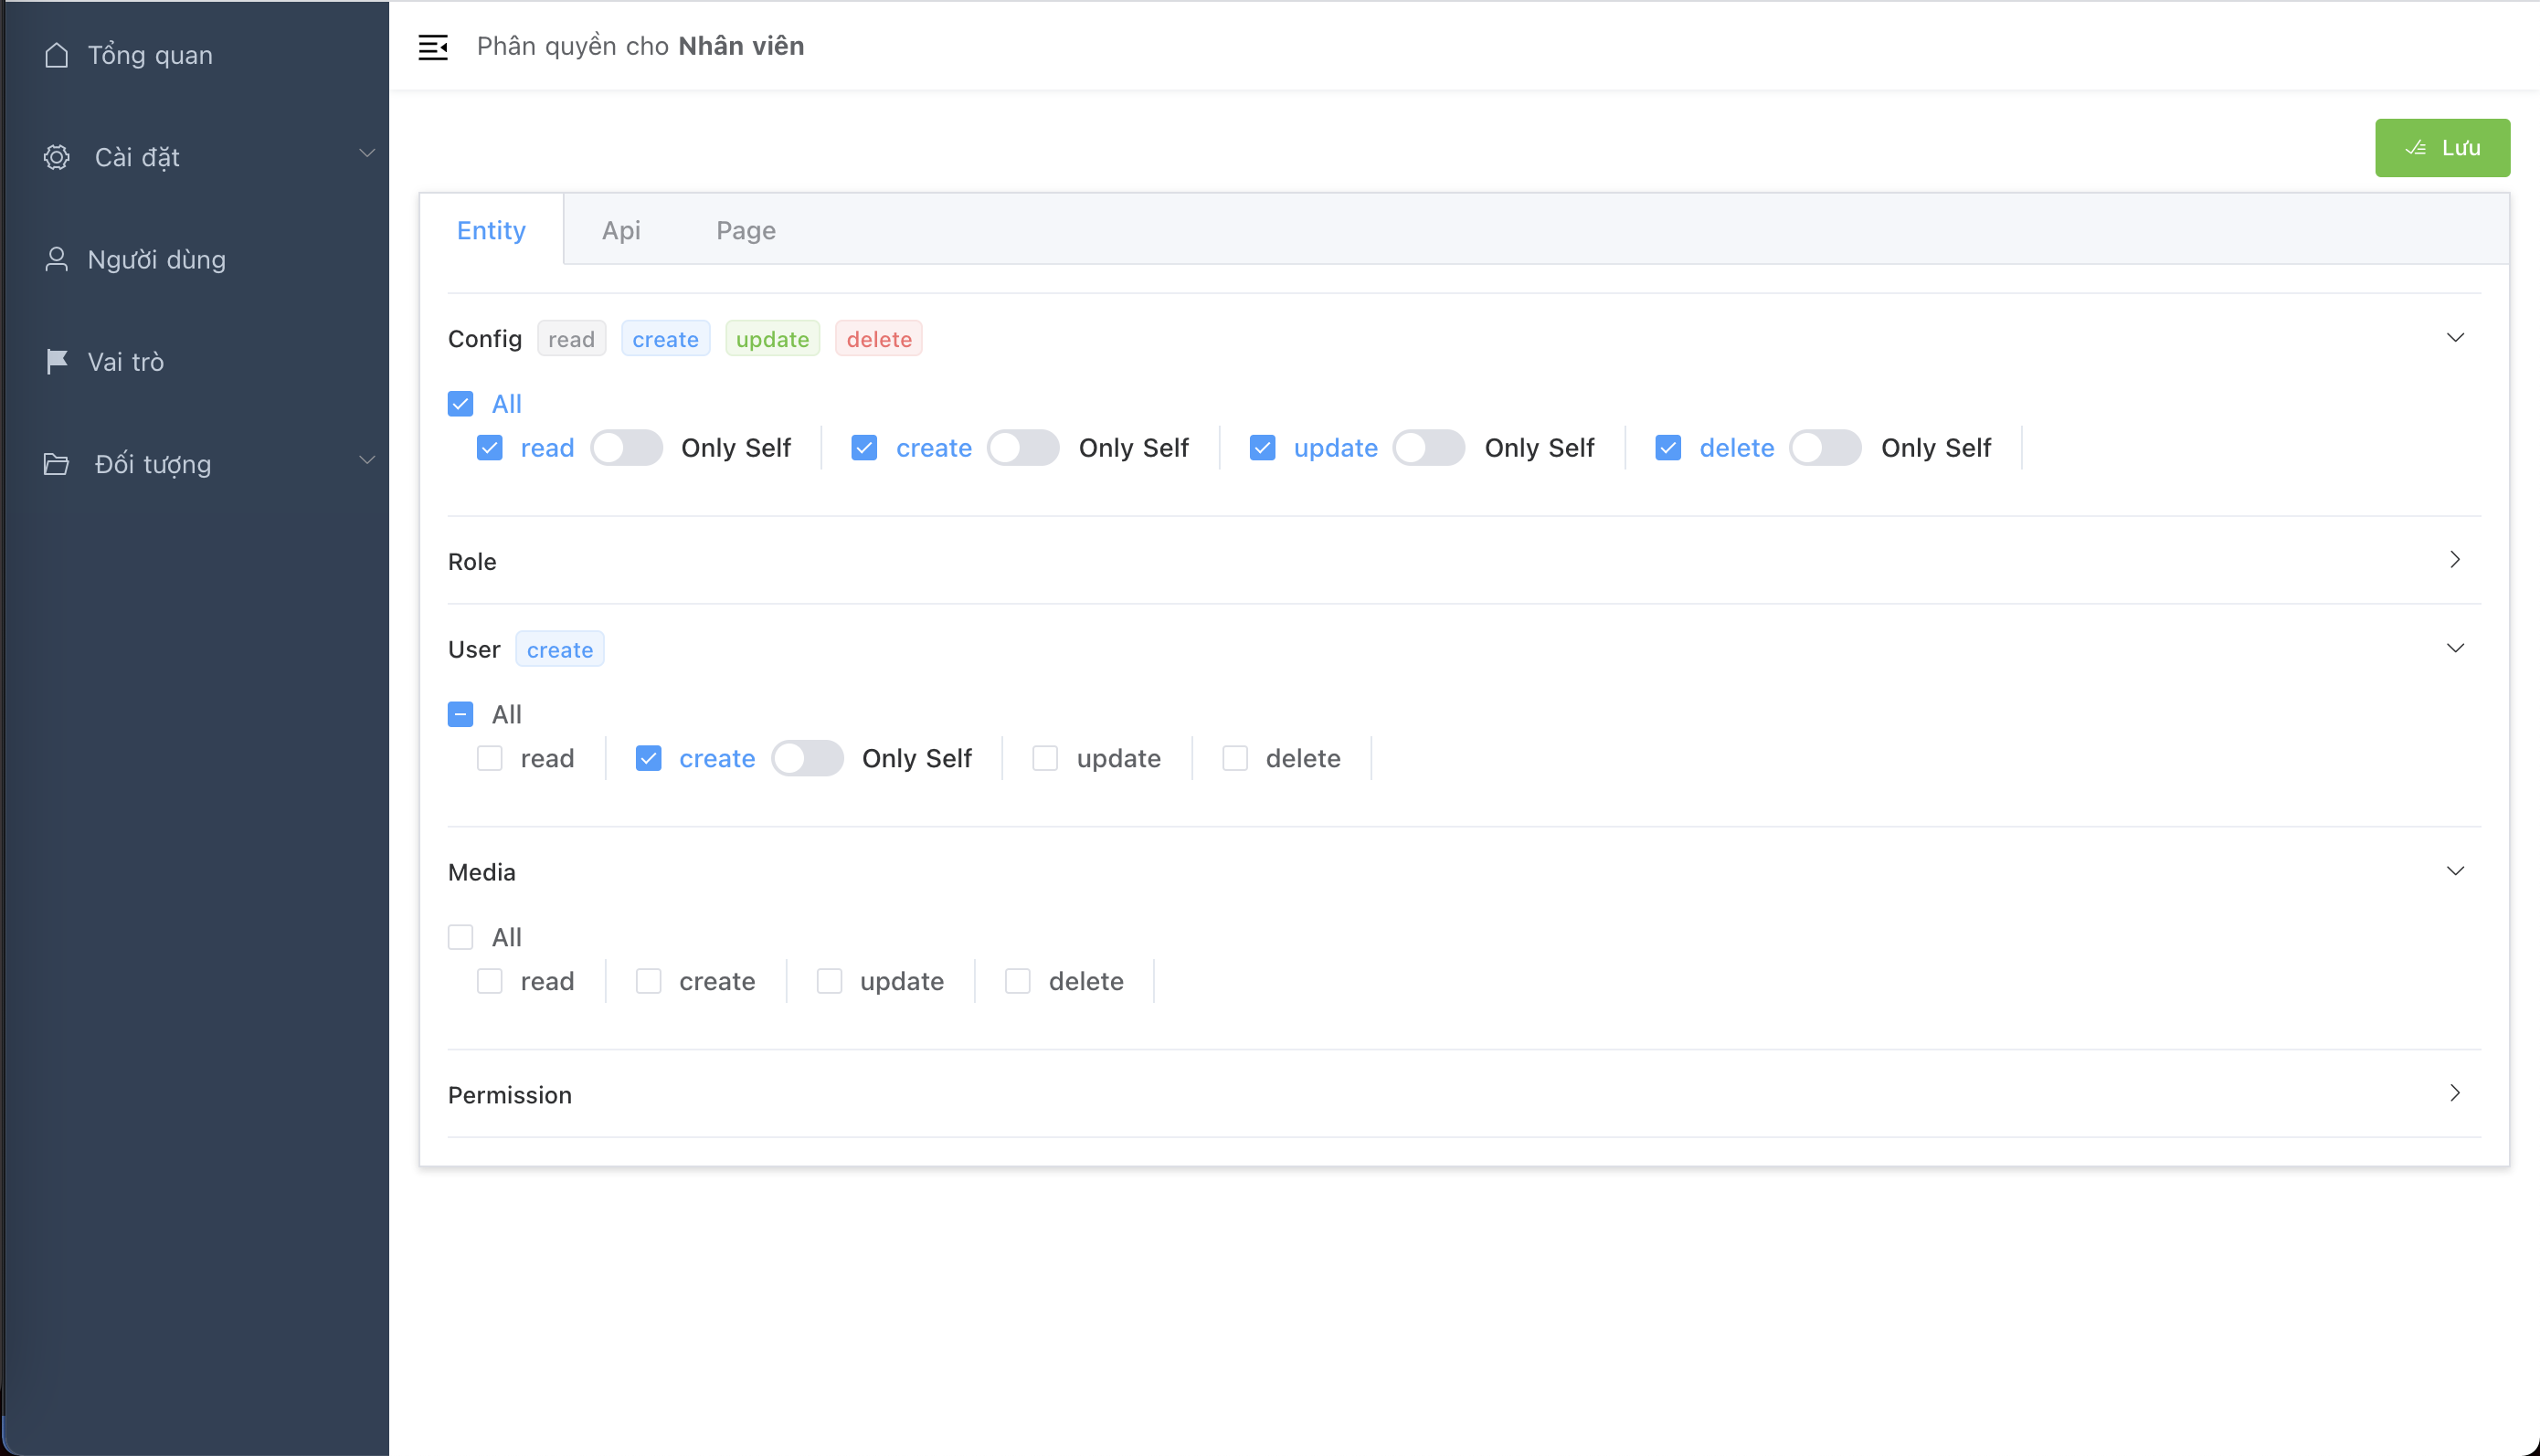 Tổng quan
Cài đặt
Người dùng
Vai trò
Đối tượng
Phân quyền cho Nhân viên
Lưu
Entity Api Page
Config read create update delete
All
read Only Self create Only Self update Only Self delete Only Self
Role
User create
All
read create Only Self update delete
Media
All
read create update delete
Permission